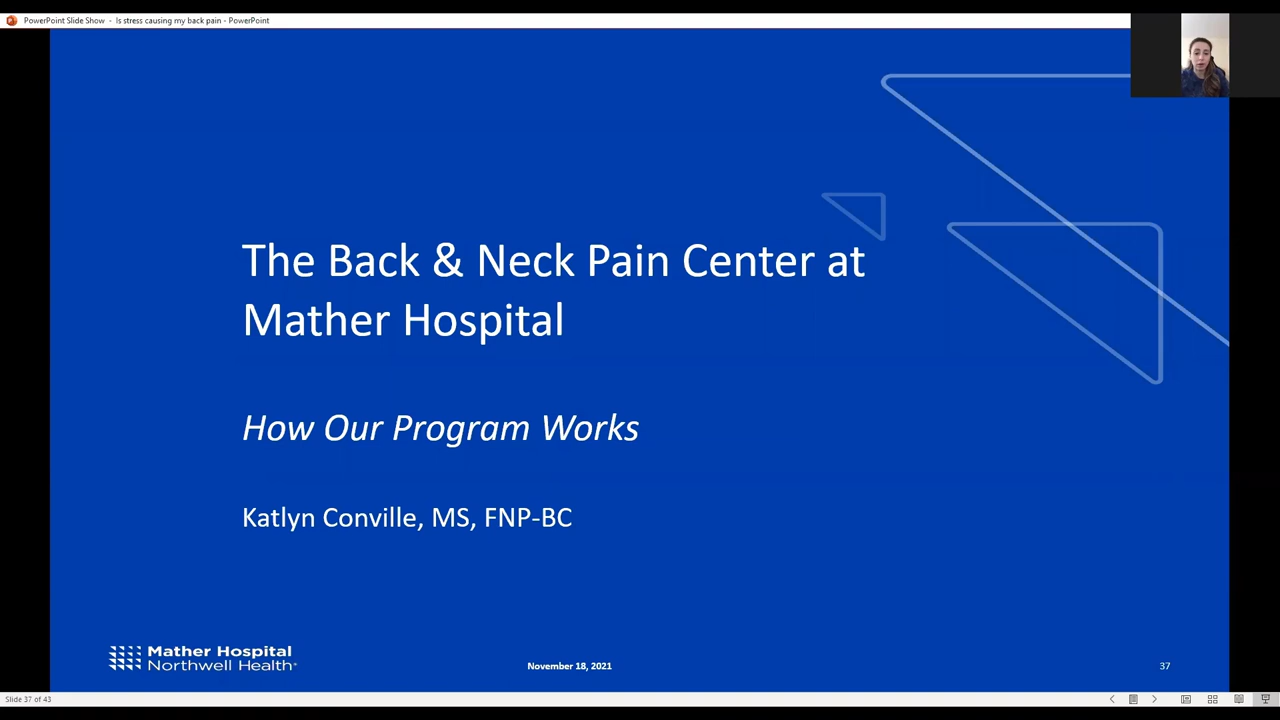 PowerPoint Slide Show - Is stress causing my back pain - PowerPoint
The Back & Neck Pain Center at
Mather Hospital
How Our Program Works
Katlyn Conville, MS, FNP-BC
Mather Hospital
Northwell Health®
November 18, 2021
37
Slide 37 of 43